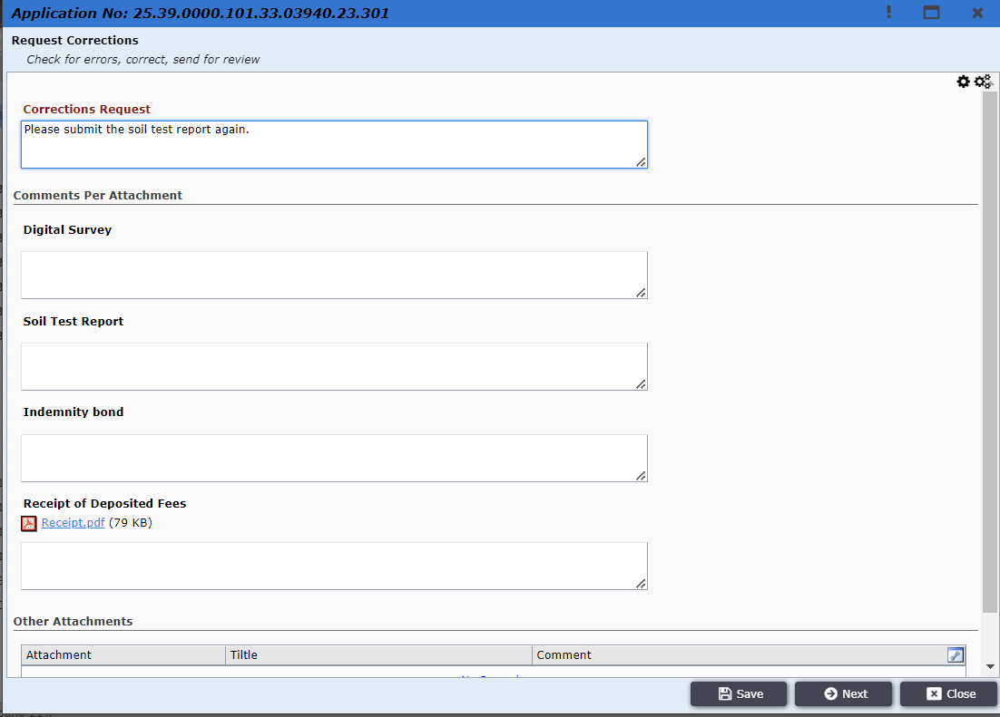 Application No: 25.39.0000.101.33.03940.23.301
Request Corrections
Check for errors, correct, send for review
Corrections Request
Please submit the soil test report again.
Comments Per Attachment
Digital Survey
Soil Test Report
Indemnity bond
Receipt of Deposited Fees
Receipt.pdf (79 KB)
Other Attachments
Attachment Tiltle Comment
Save Next Close